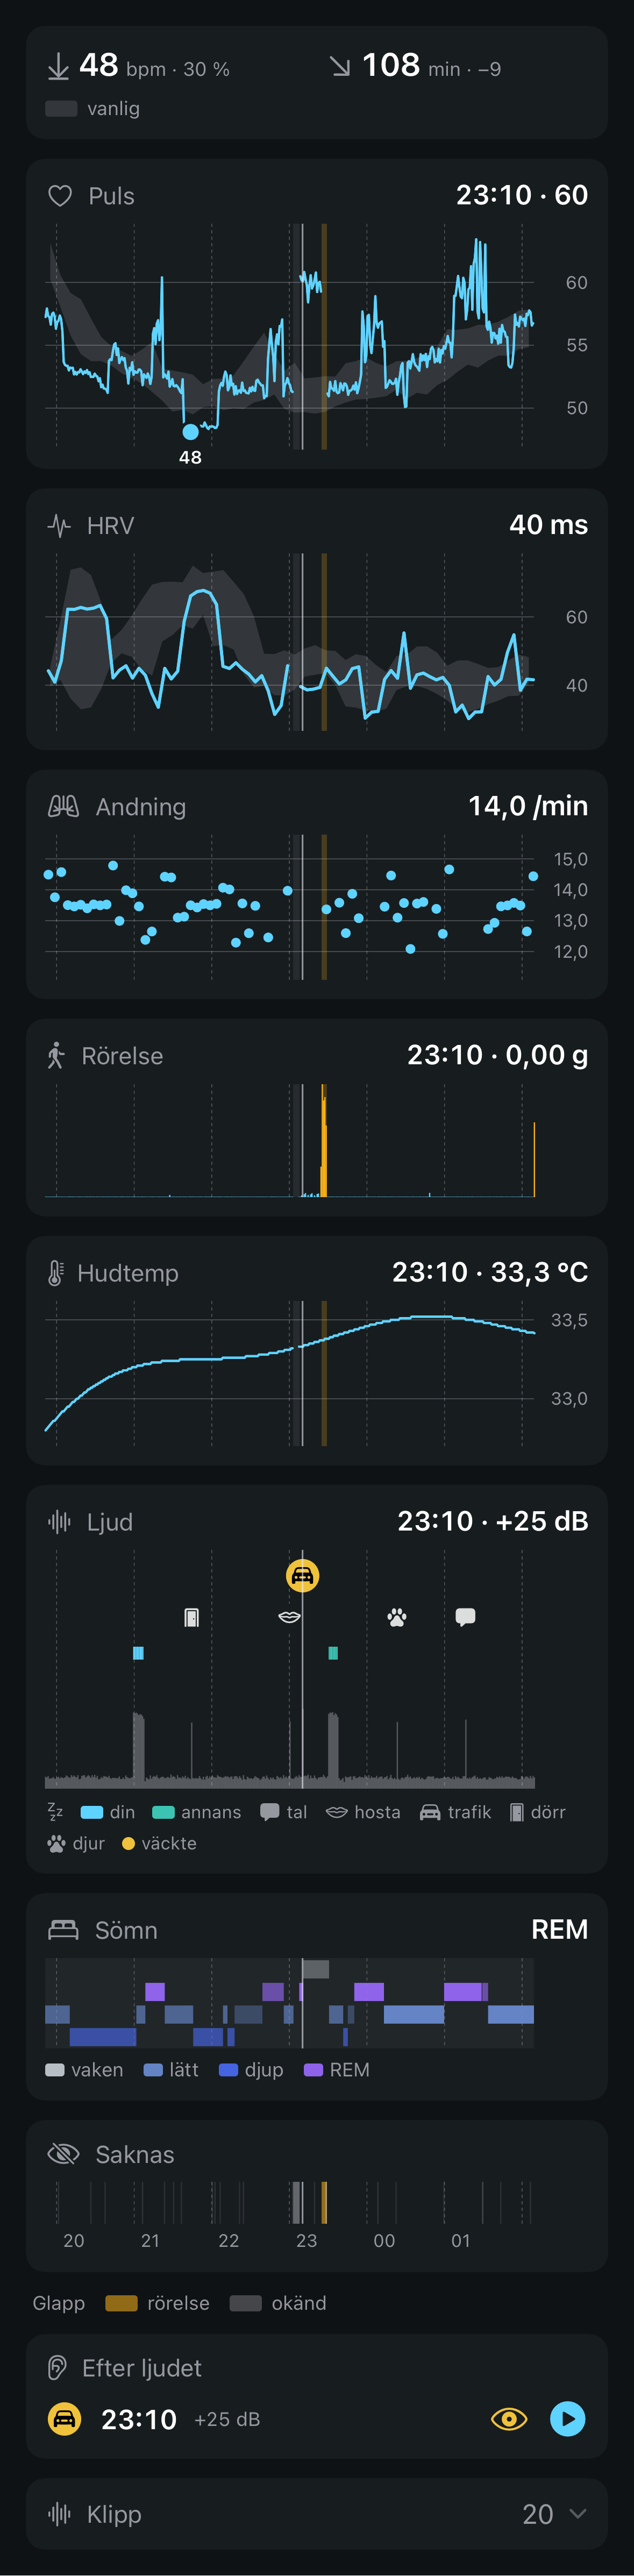 48 bpm · 30 %
108 min · −9
vanlig
Puls
23:10 · 60
60
55
50
48
HRV
40 ms
60
40
Andning
14,0 /min
15,0
14,0
13,0
12,0
Rörelse
23:10 · 0,00 g
Hudtemp
23:10 · 33,3 °C
33,5
33,0
Ljud
23:10 · +25 dB
Zzz din annans tal hosta trafik dörr
djur väckte
Sömn
REM
vaken lätt djup REM
Saknas
20 21 22 23 00 01
Glapp rörelse okänd
Efter ljudet
23:10 +25 dB
Klipp
20